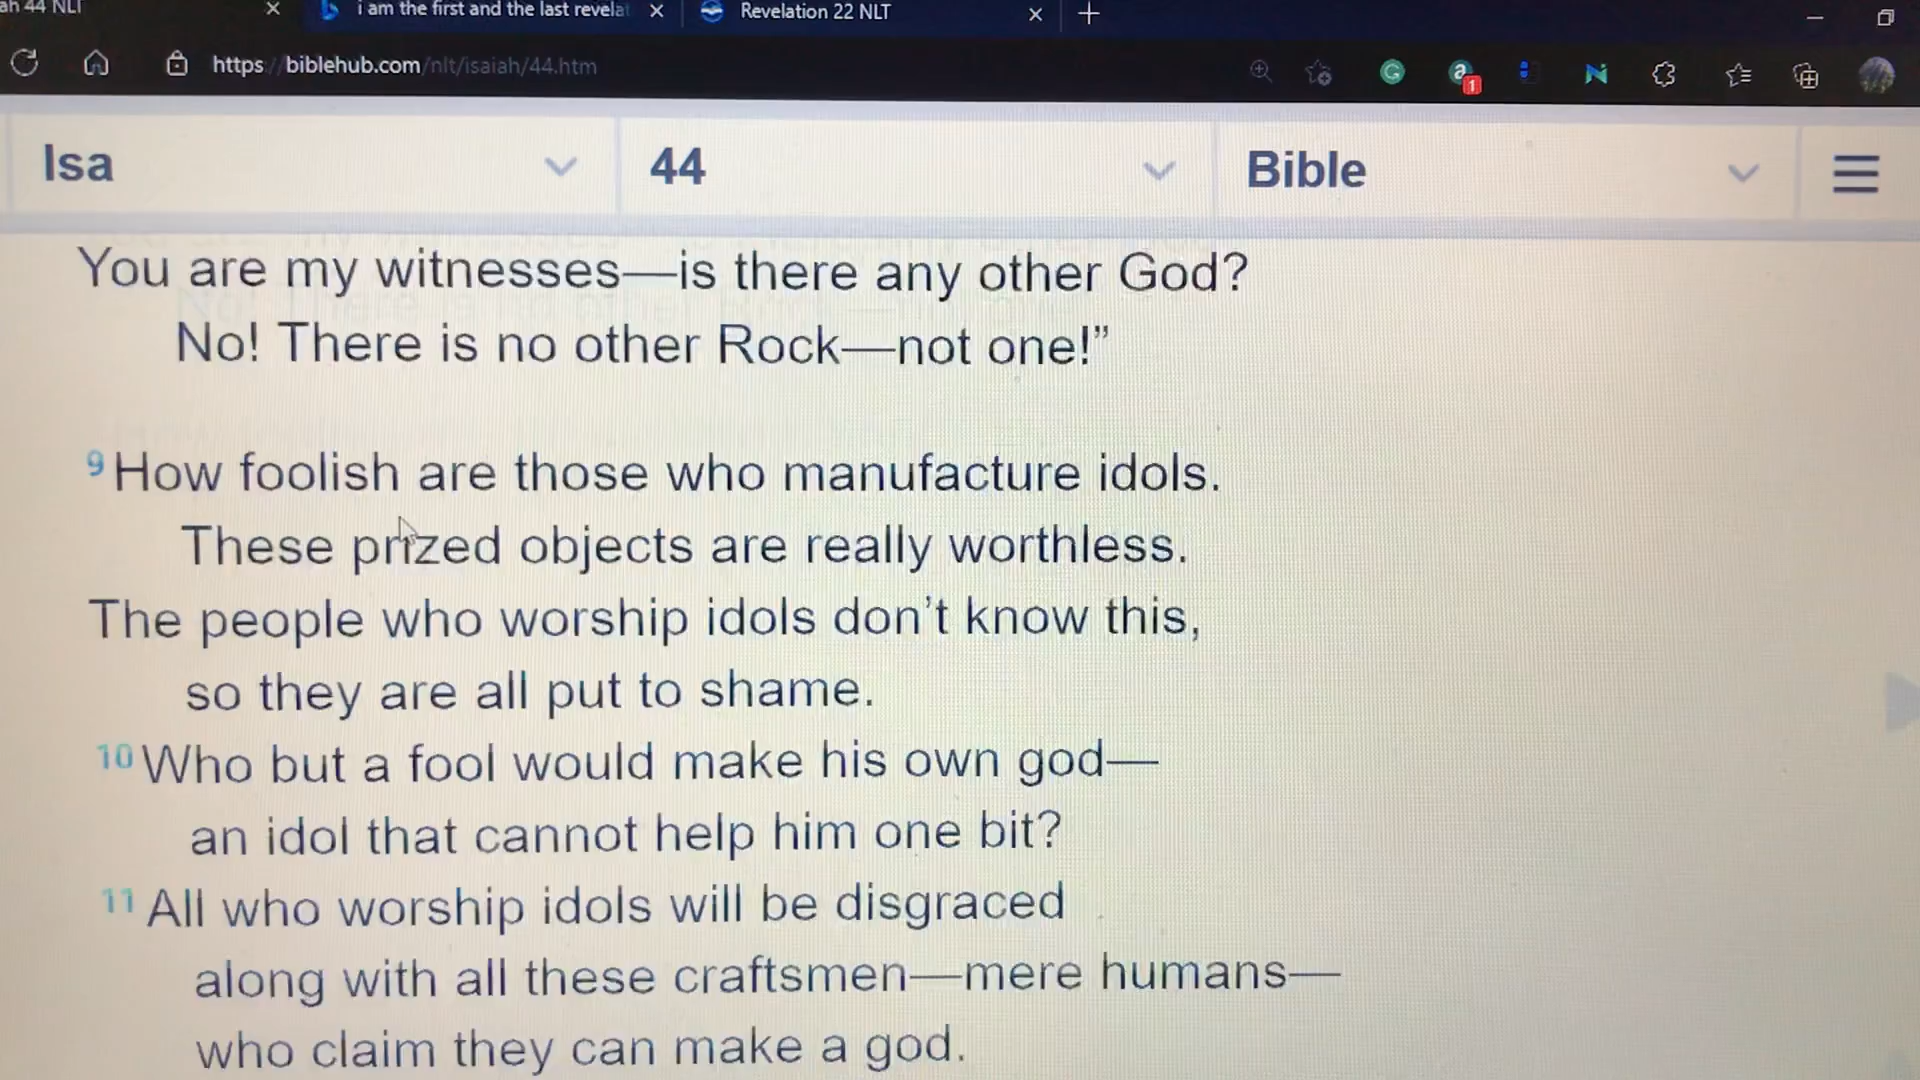 ah 44 NLT
i am the first and the last revelat
Revelation 22 NLT
https biblehub.com/nlt/isaiah/44.htm
a
1
Isa
44
Bible
You are my witnesses—is there any other God?
No! There is no other Rock—not one!”
9 How foolish are those who manufacture idols.
These prized objects are really worthless.
The people who worship idols don’t know this,
so they are all put to shame.
10 Who but a fool would make his own god—
an idol that cannot help him one bit?
11 All who worship idols will be disgraced
along with all these craftsmen—mere humans—
who claim they can make a god.